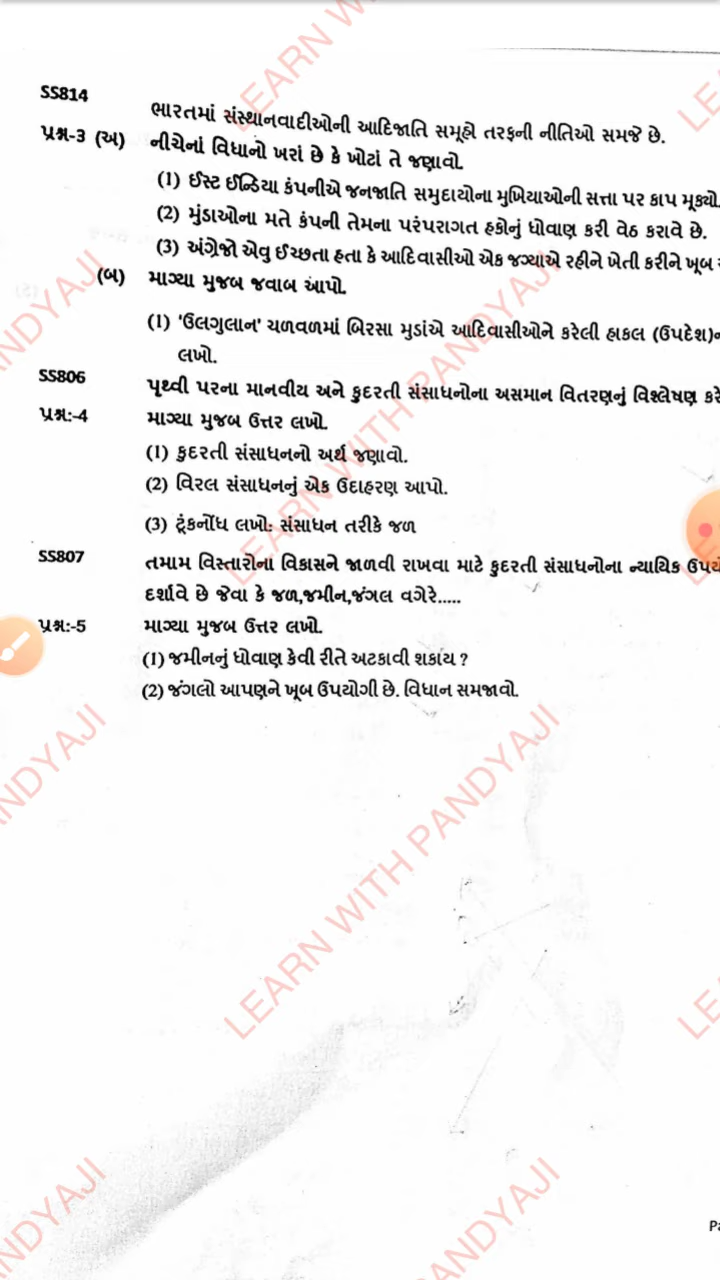 SS814
ભારતમાં સંસ્થાનવાદીઓની આદિજાતિ સમૂહો તરફની નીતિઓ સમજે છે.
પ્રશ્ન-3 (અ) નીચેનાં વિધાનો ખરાં છે કે ખોટાં તે જણાવો.
(1) ઈસ્ટ ઈન્ડિયા કંપનીએ જનજાતિ સમુદાયોના મુખિયાઓની સત્તા પર કાપ મૂક્યો.
(2) મુંડાઓના મતે કંપની તેમના પરંપરાગત હકોનું ધોવાણ કરી વેઠ કરાવે છે.
(3) અંગ્રેજો એવુ ઈચ્છતા હતા કે આદિવાસીઓ એક જગ્યાએ રહીને ખેતી કરીને ખૂબ
(બ) માગ્યા મુજબ જવાબ આપો.
(1) 'ઉલગુલાન' ચળવળમાં બિરસા મુડાંએ આદિવાસીઓને કરેલી હાકલ (ઉપદેશ)
લખો.
SS806 પૃથ્વી પરના માનવીય અને કુદરતી સંસાધનોના અસમાન વિતરણનું વિશ્લેષણ કરે
પ્રશ્ન:-4 માગ્યા મુજબ ઉત્તર લખો.
(1) કુદરતી સંસાધનનો અર્થ જણાવો.
(2) વિરલ સંસાધનનું એક ઉદાહરણ આપો.
(3) ટૂંકનોંધ લખો: સંસાધન તરીકે જળ
SS807 તમામ વિસ્તારોના વિકાસને જાળવી રાખવા માટે કુદરતી સંસાધનોના ન્યાયિક
દર્શાવે છે જેવા કે જળ,જમીન,જંગલ વગેરે.....
પ્રશ્ન:-5 માગ્યા મુજબ ઉત્તર લખો.
(1) જમીનનું ધોવાણ કેવી રીતે અટકાવી શકાય ?
(2) જંગલો આપણને ખૂબ ઉપયોગી છે. વિધાન સમજાવો.
LEARN WITH PANDYAJI